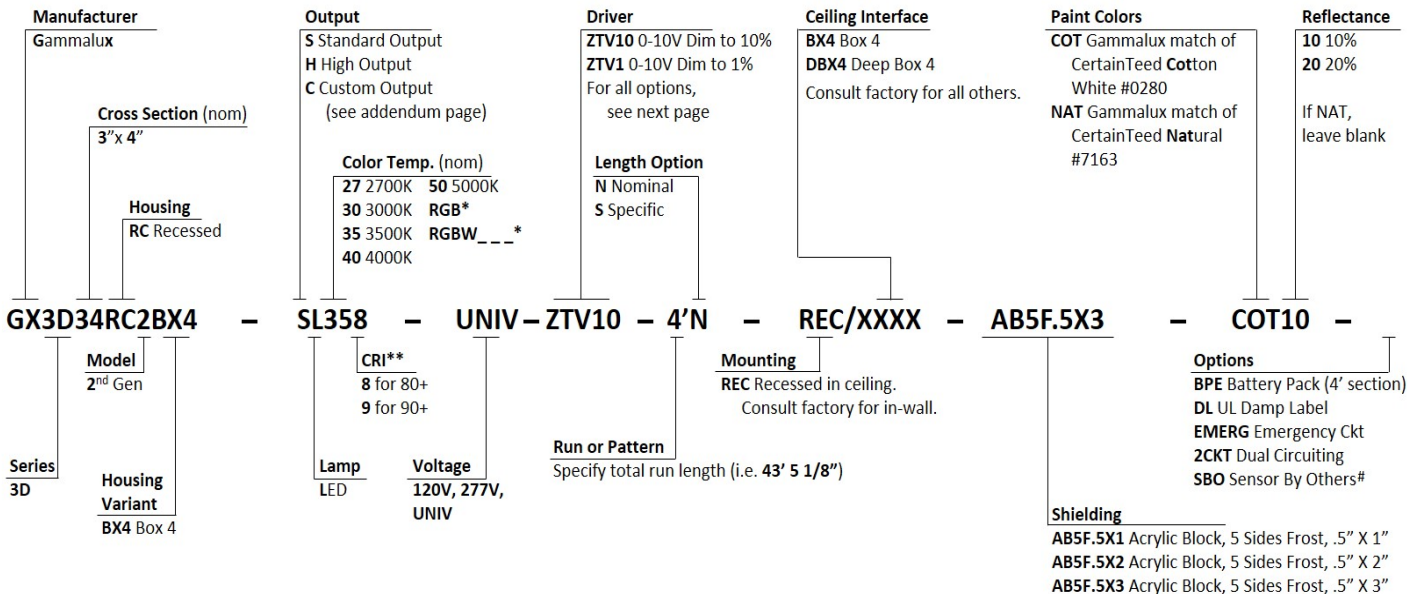 Manufacturer
Gammalux
Cross Section (nom)
3”x 4”
Housing
RC Recessed
Output
S Standard Output
H High Output
C Custom Output
(see addendum page)
Color Temp. (nom)
27 2700K 50 5000K
30 3000K RGB*
35 3500K RGBW_ _ _*
40 4000K
Driver
ZTV10 0-10V Dim to 10%
ZTV1 0-10V Dim to 1%
For all options,
see next page
Length Option
N Nominal
S Specific
Ceiling Interface
BX4 Box 4
DBX4 Deep Box 4
Consult factory for all others.
Paint Colors
COT Gammalux match of
CertainTeed Cotton
White #0280
NAT Gammalux match of
CertainTeed Natural
#7163
Reflectance
10 10%
20 20%
If NAT,
leave blank
GX3D34RC2BX4 – SL358 – UNIV – ZTV10 – 4’N – REC/XXXX – AB5F.5X3 – COT10 –
Model
2nd Gen
Series
3D
Housing
Variant
BX4 Box 4
CRI**
8 for 80+
9 for 90+
Lamp
LED
Voltage
120V, 277V,
UNIV
Run or Pattern
Specify total run length (i.e. 43’ 5 1/8”)
Mounting
REC Recessed in ceiling.
Consult factory for in-wall.
Options
BPE Battery Pack (4’ section)
DL UL Damp Label
EMERG Emergency Ckt
2CKT Dual Circuiting
SBO Sensor By Others#
Shielding
AB5F.5X1 Acrylic Block, 5 Sides Frost, .5” X 1”
AB5F.5X2 Acrylic Block, 5 Sides Frost, .5” X 2”
AB5F.5X3 Acrylic Block, 5 Sides Frost, .5” X 3”